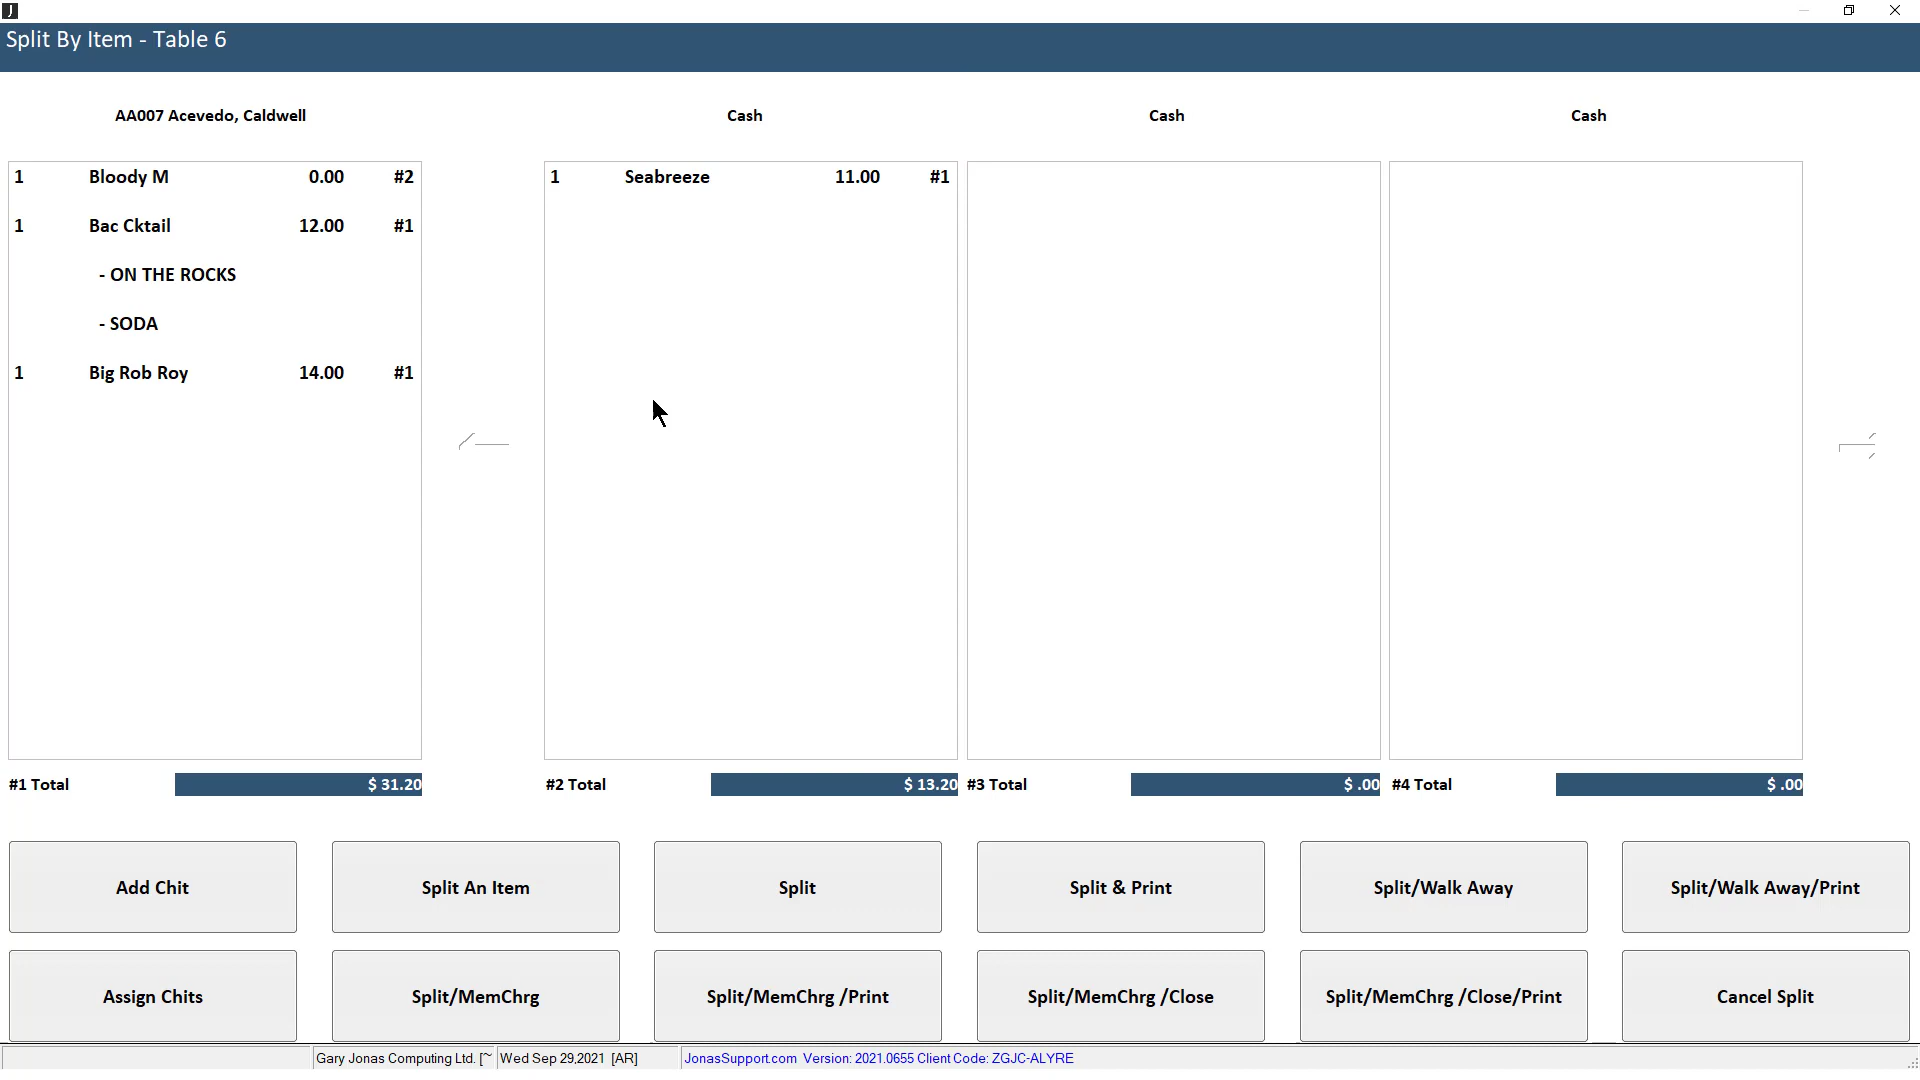 J
Split By Item - Table 6
AA007 Acevedo, Caldwell
Cash
Cash
Cash
1 Bloody M 0.00 #2
1 Bac Cktail 12.00 #1
- ON THE ROCKS
- SODA
1 Big Rob Roy 14.00 #1
1 Seabreeze 11.00 #1
#1 Total $ 31.20
#2 Total $ 13.20
#3 Total $ .00
#4 Total $ .00
Add Chit
Split An Item
Split
Split & Print
Split/Walk Away
Split/Walk Away/Print
Assign Chits
Split/MemChrg
Split/MemChrg /Print
Split/MemChrg /Close
Split/MemChrg /Close/Print
Cancel Split
Gary Jonas Computing Ltd. [~
Wed Sep 29,2021 [AR]
JonasSupport.com Version: 2021.0655 Client Code: ZGJC-ALYRE